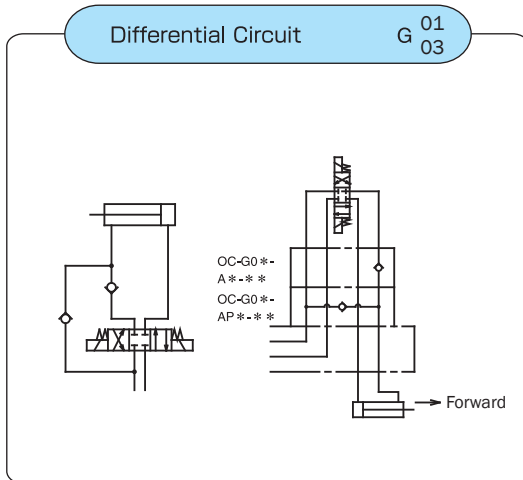 Differential Circuit G 01
03
OC-G0＊-
A＊-＊＊
OC-G0＊-
AP＊-＊＊
Forward